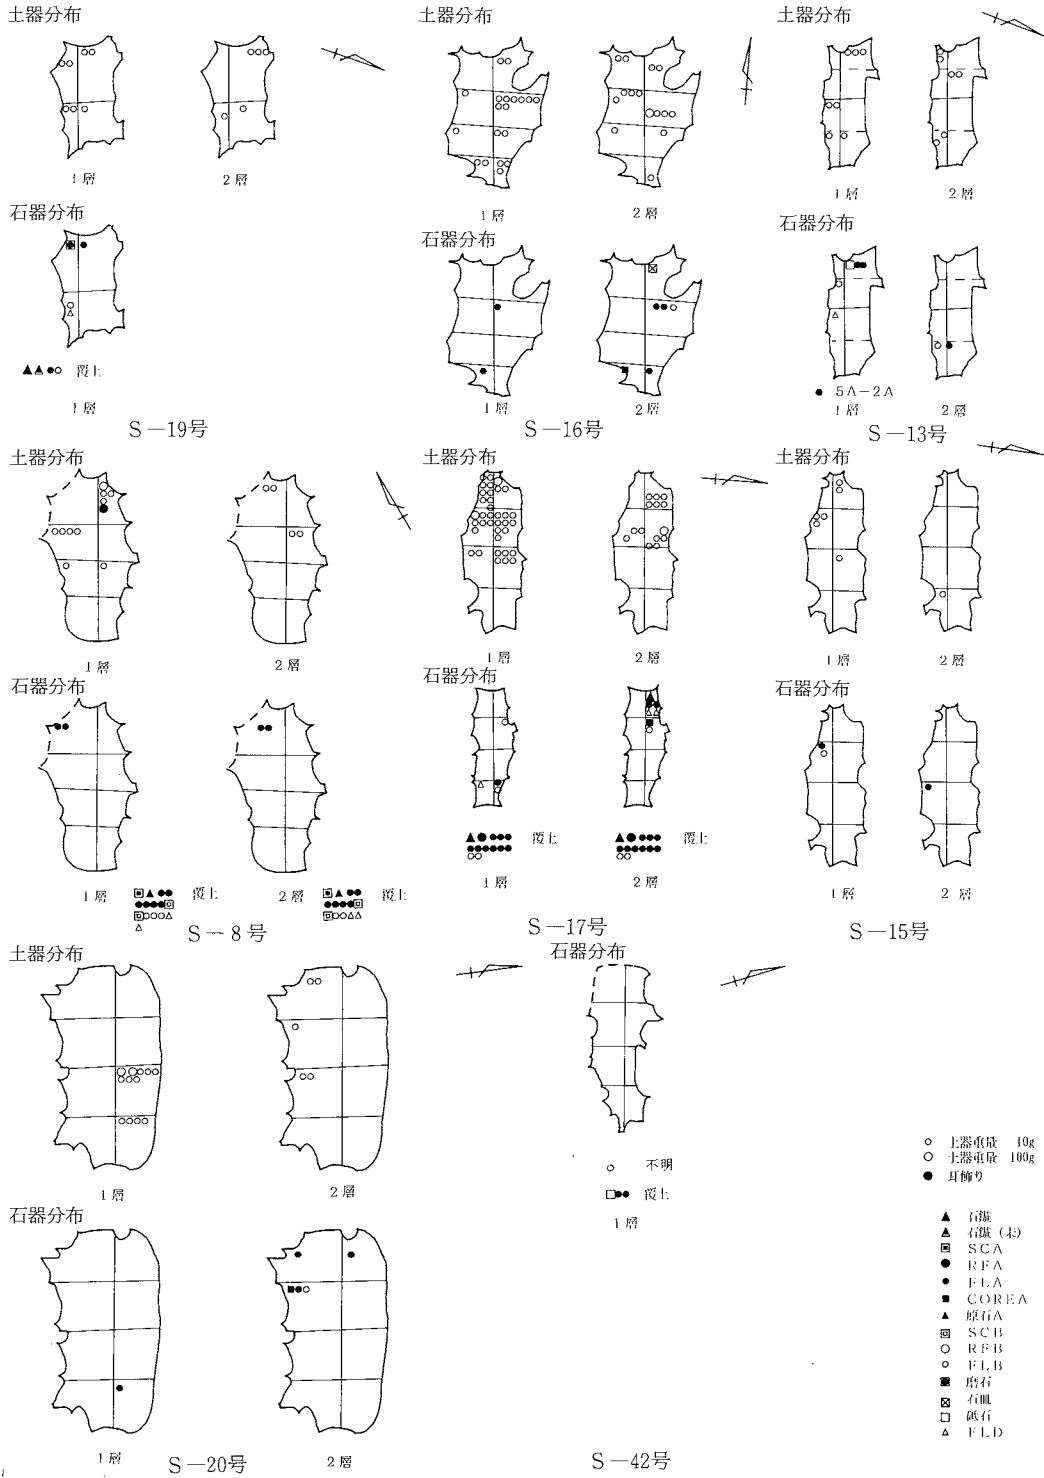 土器分布
1層
2層
石器分布
覆土
1層
S-19号
土器分布
1層
2層
石器分布
1層
2層
S-16号
土器分布
1層
2層
石器分布
5A-2A
1層
2層
S-13号
土器分布
1層
2層
石器分布
1層
覆土
2層
覆土
S-8号
土器分布
1層
2層
石器分布
覆土
1層
覆土
2層
S-17号
土器分布
1層
2層
石器分布
1層
2層
S-15号
土器分布
1層
2層
石器分布
1層
2層
S-20号
石器分布
不明
覆土
1層
S-42号
土器重量 10g
土器重量 100g
耳飾り
石鏃
石鏃(未)
SCA
RFA
FLA
COREA
原石A
SCB
RFB
FLB
磨石
石皿
砥石
FLD